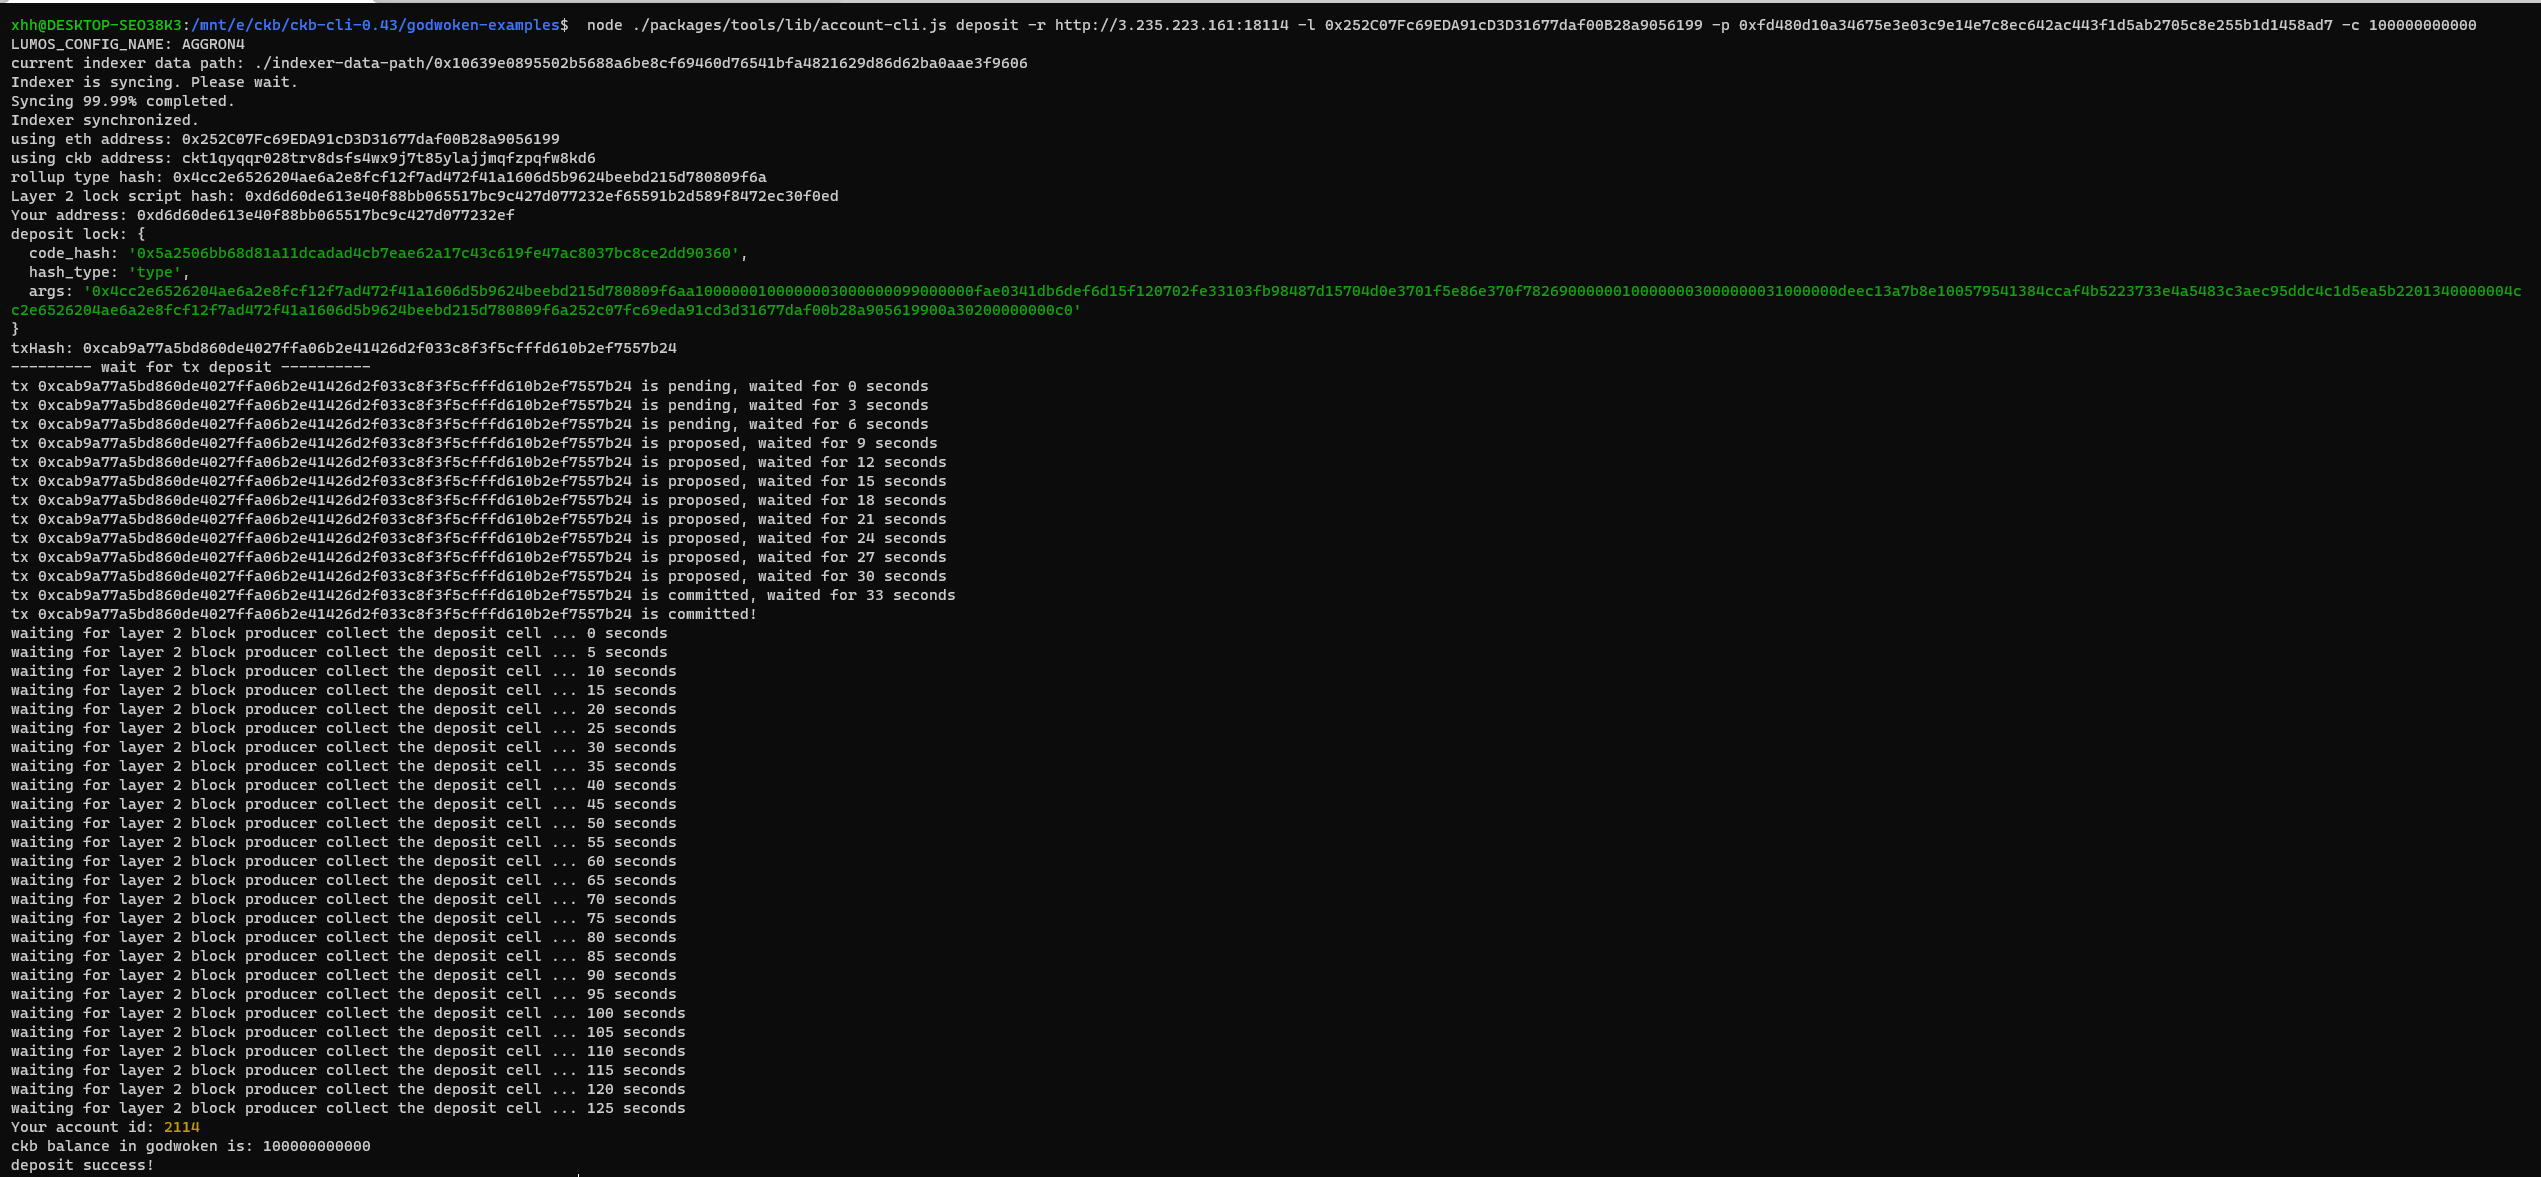 xhh@DESKTOP-SEO38K3:/mnt/e/ckb/ckb-cli-0.43/godwoken-examples$  node ./packages/tools/lib/account-cli.js deposit -r http://3.235.223.161:18114 -l 0x252C07Fc69EDA91cD3D31677daf00B28a9056199 -p 0xfd480d10a34675e3e03c9e14e7c8ec642ac443f1d5ab2705c8e255b1d1458ad7 -c 100000000000
LUMOS_CONFIG_NAME: AGGRON4
current indexer data path: ./indexer-data-path/0x10639e0895502b5688a6be8cf69460d76541bfa4821629d86d62ba0aae3f9606
Indexer is syncing. Please wait.
Syncing 99.99% completed.
Indexer synchronized.
using eth address: 0x252C07Fc69EDA91cD3D31677daf00B28a9056199
using ckb address: ckt1qyqqr028trv8dsfs4wx9j7t85ylajjmqfzpqfw8kd6
rollup type hash: 0x4cc2e6526204ae6a2e8fcf12f7ad472f41a1606d5b9624beebd215d780809f6a
Layer 2 lock script hash: 0xd6d60de613e40f88bb065517bc9c427d077232ef65591b2d589f8472ec30f0ed
Your address: 0xd6d60de613e40f88bb065517bc9c427d077232ef
deposit lock: {
  code_hash: '0x5a2506bb68d81a11dcadad4cb7eae62a17c43c619fe47ac8037bc8ce2dd90360',
  hash_type: 'type',
  args: '0x4cc2e6526204ae6a2e8fcf12f7ad472f41a1606d5b9624beebd215d780809f6aa10000001000000003000000099000000fae0341db6def6d15f120702fe33103fb98487d15704d0e3701f5e86e370f782690000000100000003000000031000000deec13a7b8e100579541384ccaf4b5223733e4a5483c3aec95ddc4c1d5ea5b2201340000004c
c2e6526204ae6a2e8fcf12f7ad472f41a1606d5b9624beebd215d780809f6a252c07fc69eda91cd3d31677daf00b28a905619900a30200000000c0'
}
txHash: 0xcab9a77a5bd860de4027ffa06b2e41426d2f033c8f3f5cfffd610b2ef7557b24
--------- wait for tx deposit ----------
tx 0xcab9a77a5bd860de4027ffa06b2e41426d2f033c8f3f5cfffd610b2ef7557b24 is pending, waited for 0 seconds
tx 0xcab9a77a5bd860de4027ffa06b2e41426d2f033c8f3f5cfffd610b2ef7557b24 is pending, waited for 3 seconds
tx 0xcab9a77a5bd860de4027ffa06b2e41426d2f033c8f3f5cfffd610b2ef7557b24 is pending, waited for 6 seconds
tx 0xcab9a77a5bd860de4027ffa06b2e41426d2f033c8f3f5cfffd610b2ef7557b24 is proposed, waited for 9 seconds
tx 0xcab9a77a5bd860de4027ffa06b2e41426d2f033c8f3f5cfffd610b2ef7557b24 is proposed, waited for 12 seconds
tx 0xcab9a77a5bd860de4027ffa06b2e41426d2f033c8f3f5cfffd610b2ef7557b24 is proposed, waited for 15 seconds
tx 0xcab9a77a5bd860de4027ffa06b2e41426d2f033c8f3f5cfffd610b2ef7557b24 is proposed, waited for 18 seconds
tx 0xcab9a77a5bd860de4027ffa06b2e41426d2f033c8f3f5cfffd610b2ef7557b24 is proposed, waited for 21 seconds
tx 0xcab9a77a5bd860de4027ffa06b2e41426d2f033c8f3f5cfffd610b2ef7557b24 is proposed, waited for 24 seconds
tx 0xcab9a77a5bd860de4027ffa06b2e41426d2f033c8f3f5cfffd610b2ef7557b24 is proposed, waited for 27 seconds
tx 0xcab9a77a5bd860de4027ffa06b2e41426d2f033c8f3f5cfffd610b2ef7557b24 is proposed, waited for 30 seconds
tx 0xcab9a77a5bd860de4027ffa06b2e41426d2f033c8f3f5cfffd610b2ef7557b24 is committed, waited for 33 seconds
tx 0xcab9a77a5bd860de4027ffa06b2e41426d2f033c8f3f5cfffd610b2ef7557b24 is committed!
waiting for layer 2 block producer collect the deposit cell ... 0 seconds
waiting for layer 2 block producer collect the deposit cell ... 5 seconds
waiting for layer 2 block producer collect the deposit cell ... 10 seconds
waiting for layer 2 block producer collect the deposit cell ... 15 seconds
waiting for layer 2 block producer collect the deposit cell ... 20 seconds
waiting for layer 2 block producer collect the deposit cell ... 25 seconds
waiting for layer 2 block producer collect the deposit cell ... 30 seconds
waiting for layer 2 block producer collect the deposit cell ... 35 seconds
waiting for layer 2 block producer collect the deposit cell ... 40 seconds
waiting for layer 2 block producer collect the deposit cell ... 45 seconds
waiting for layer 2 block producer collect the deposit cell ... 50 seconds
waiting for layer 2 block producer collect the deposit cell ... 55 seconds
waiting for layer 2 block producer collect the deposit cell ... 60 seconds
waiting for layer 2 block producer collect the deposit cell ... 65 seconds
waiting for layer 2 block producer collect the deposit cell ... 70 seconds
waiting for layer 2 block producer collect the deposit cell ... 75 seconds
waiting for layer 2 block producer collect the deposit cell ... 80 seconds
waiting for layer 2 block producer collect the deposit cell ... 85 seconds
waiting for layer 2 block producer collect the deposit cell ... 90 seconds
waiting for layer 2 block producer collect the deposit cell ... 95 seconds
waiting for layer 2 block producer collect the deposit cell ... 100 seconds
waiting for layer 2 block producer collect the deposit cell ... 105 seconds
waiting for layer 2 block producer collect the deposit cell ... 110 seconds
waiting for layer 2 block producer collect the deposit cell ... 115 seconds
waiting for layer 2 block producer collect the deposit cell ... 120 seconds
waiting for layer 2 block producer collect the deposit cell ... 125 seconds
Your account id: 2114
ckb balance in godwoken is: 100000000000
deposit success!